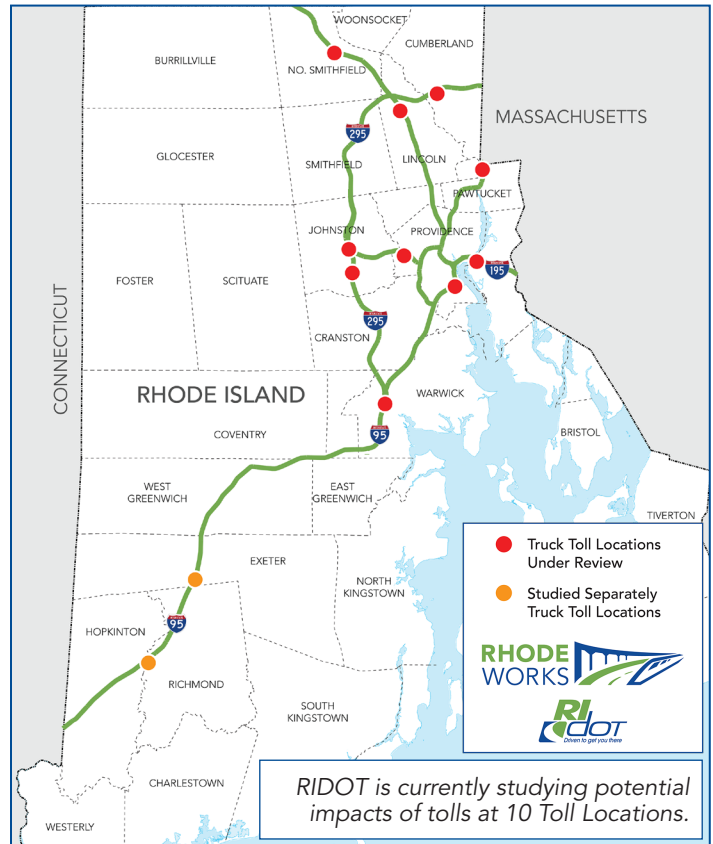 WOONSOCKET
CUMBERLAND
BURRILLVILLE
NO. SMITHFIELD
MASSACHUSETTS
295
GLOCESTER
SMITHFIELD
LINCOLN
PAWTUCKET
JOHNSTON
PROVIDENCE
195
FOSTER
SCITUATE
CONNECTICUT
295
CRANSTON
RHODE ISLAND
WARWICK
95
COVENTRY
BRISTOL
WEST
GREENWICH
EAST
GREENWICH
TIVERTON
EXETER
NORTH
KINGSTOWN
HOPKINTON
95
RICHMOND
SOUTH
KINGSTOWN
CHARLESTOWN
WESTERLY
Truck Toll Locations
Under Review
Studied Separately
Truck Toll Locations
RHODE
WORKS
RI
DOT
Driven to get you there
RIDOT is currently studying potential
impacts of tolls at 10 Toll Locations.